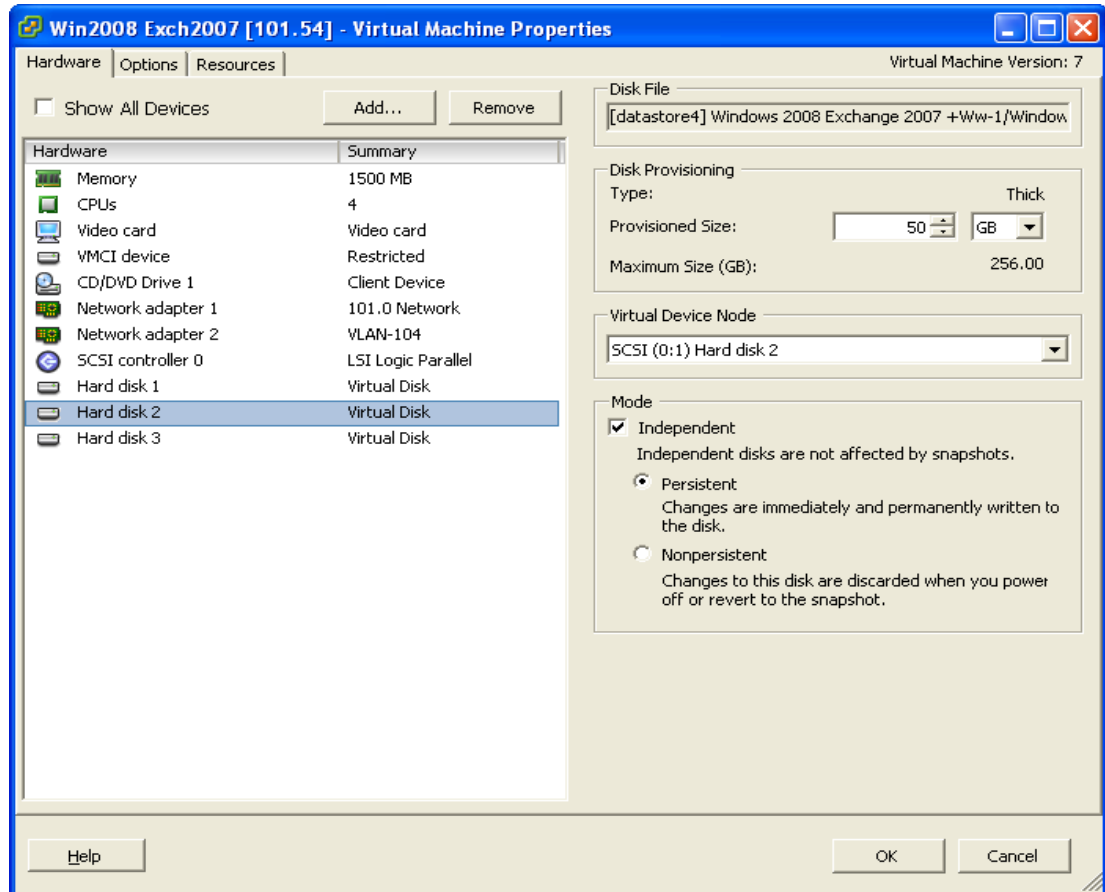 Win2008 Exch2007 [101.54] - Virtual Machine Properties
Hardware Options Resources Virtual Machine Version: 7
Show All Devices Add... Remove
Hardware Summary
Memory 1500 MB
CPUs 4
Video card Video card
VMCI device Restricted
CD/DVD Drive 1 Client Device
Network adapter 1 101.0 Network
Network adapter 2 VLAN-104
SCSI controller 0 LSI Logic Parallel
Hard disk 1 Virtual Disk
Hard disk 2 Virtual Disk
Hard disk 3 Virtual Disk
Disk File
[datastore4] Windows 2008 Exchange 2007 +Ww-1/Window
Disk Provisioning
Type: Thick
Provisioned Size: 50 GB
Maximum Size (GB): 256.00
Virtual Device Node
SCSI (0:1) Hard disk 2
Mode
Independent
Independent disks are not affected by snapshots.
Persistent
Changes are immediately and permanently written to
the disk.
Nonpersistent
Changes to this disk are discarded when you power
off or revert to the snapshot.
Help OK Cancel